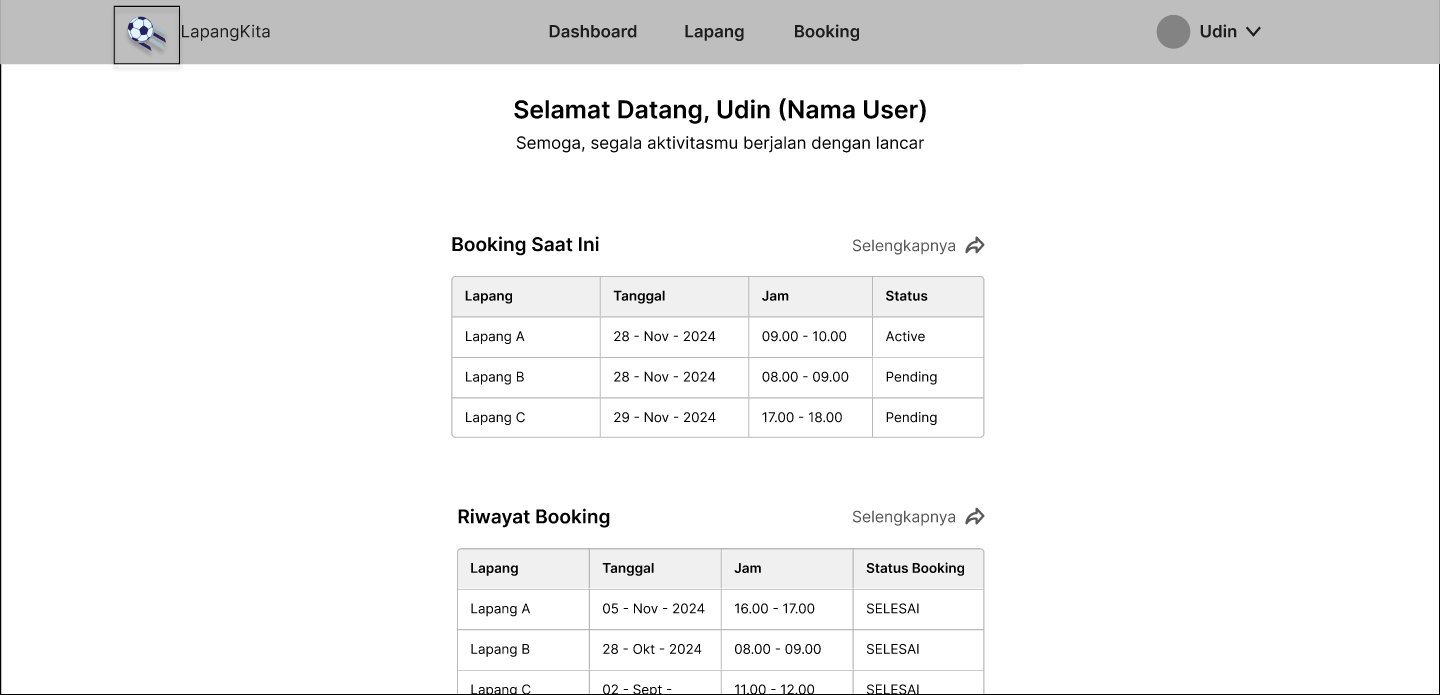 LapangKita Dashboard Lapang Booking Udin
Selamat Datang, Udin (Nama User)
Semoga, segala aktivitasmu berjalan dengan lancar
Booking Saat Ini Selengkapnya
Lapang Tanggal Jam Status
Lapang A 28 - Nov - 2024 09.00 - 10.00 Active
Lapang B 28 - Nov - 2024 08.00 - 09.00 Pending
Lapang C 29 - Nov - 2024 17.00 - 18.00 Pending
Riwayat Booking Selengkapnya
Lapang Tanggal Jam Status Booking
Lapang A 05 - Nov - 2024 16.00 - 17.00 SELESAI
Lapang B 28 - Okt - 2024 08.00 - 09.00 SELESAI
Lapang C 02 - Sept - 11.00 - 12.00 SELESAI